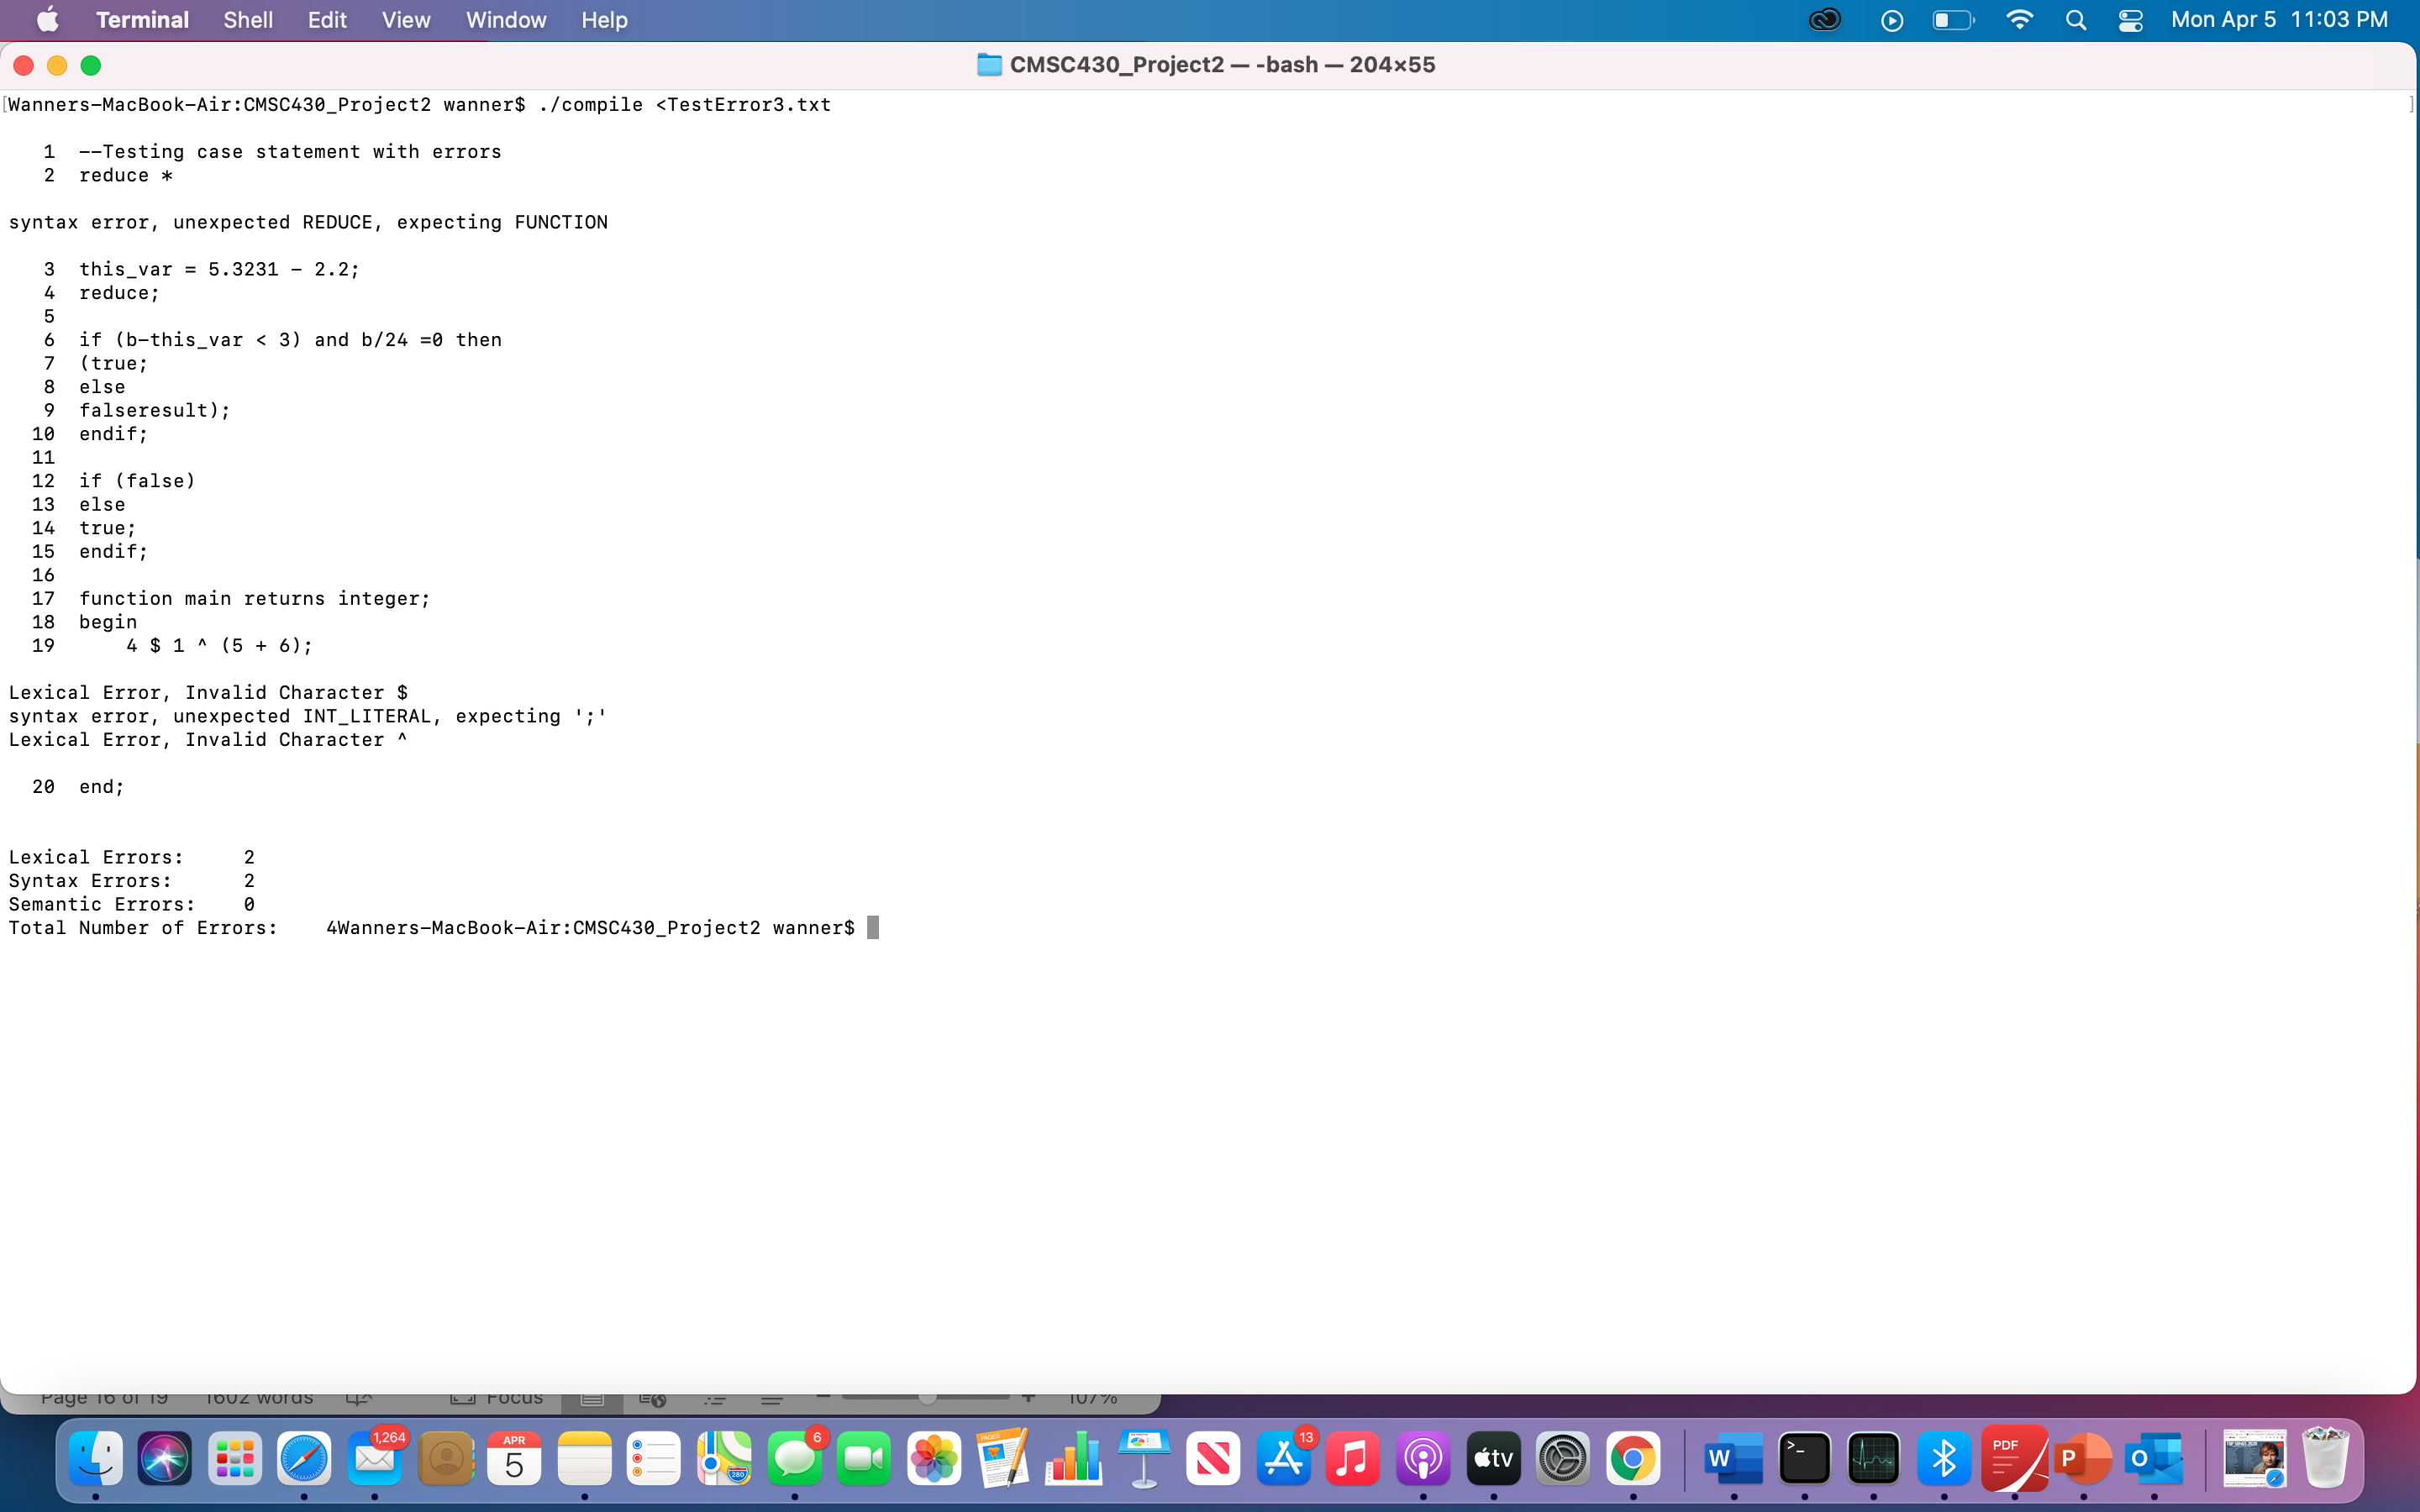 Terminal Shell Edit View Window Help Mon Apr 5 11:03 PM
CMSC430_Project2 — -bash — 204×55
[Wanners-MacBook-Air:CMSC430_Project2 wanner$ ./compile <TestError3.txt ]
1 --Testing case statement with errors
2 reduce *
syntax error, unexpected REDUCE, expecting FUNCTION
3 this_var = 5.3231 - 2.2;
4 reduce;
5
6 if (b-this_var < 3) and b/24 =0 then
7 (true;
8 else
9 falseresult);
10 endif;
11
12 if (false)
13 else
14 true;
15 endif;
16
17 function main returns integer;
18 begin
19 4 $ 1 ^ (5 + 6);
Lexical Error, Invalid Character $
syntax error, unexpected INT_LITERAL, expecting ';'
Lexical Error, Invalid Character ^
20 end;
Lexical Errors: 2
Syntax Errors: 2
Semantic Errors: 0
Total Number of Errors: 4Wanners-MacBook-Air:CMSC430_Project2 wanner$
Page 16 of 19 1602 words Focus 107%
1,264 APR 5 280 6 PAGES KEYNOTE 13 tv W >_ PDF P O